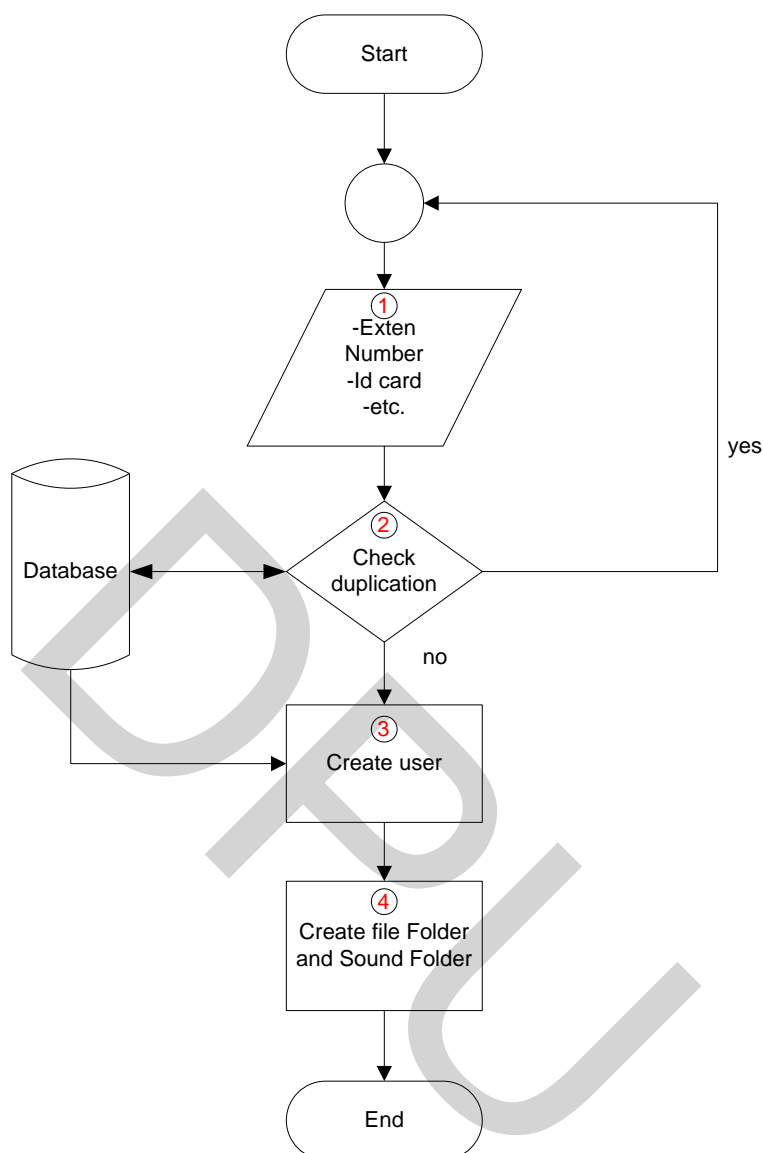 Start
1
-Exten
Number
-Id card
-etc.
yes
2
Check
duplication
Database
no
3
Create user
4
Create file Folder
and Sound Folder
End
DPU